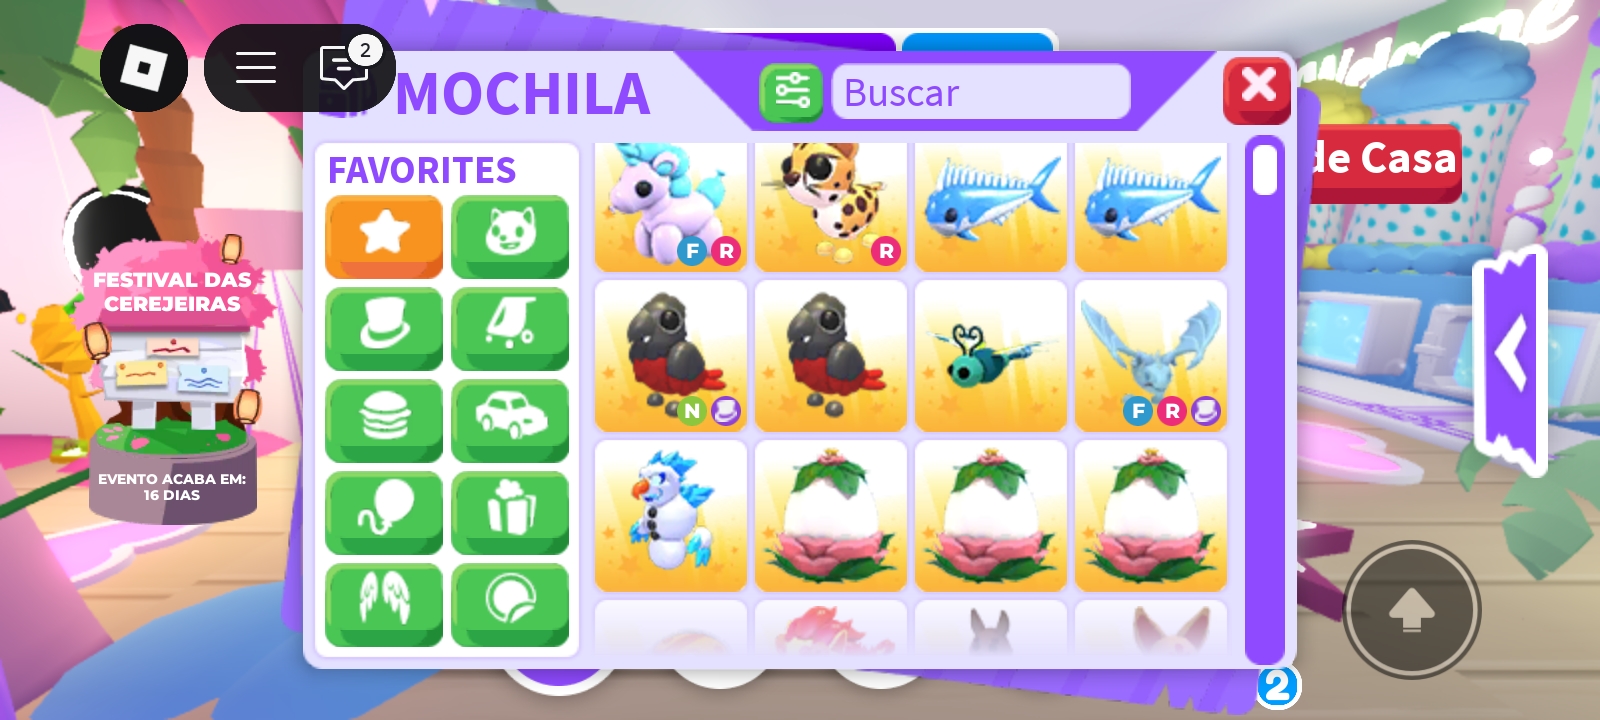 2
MOCHILA
Buscar
FAVORITES
de Casa
F R
R
N
F R
FESTIVAL DAS
CEREJEIRAS
EVENTO ACABA EM:
16 DIAS
2